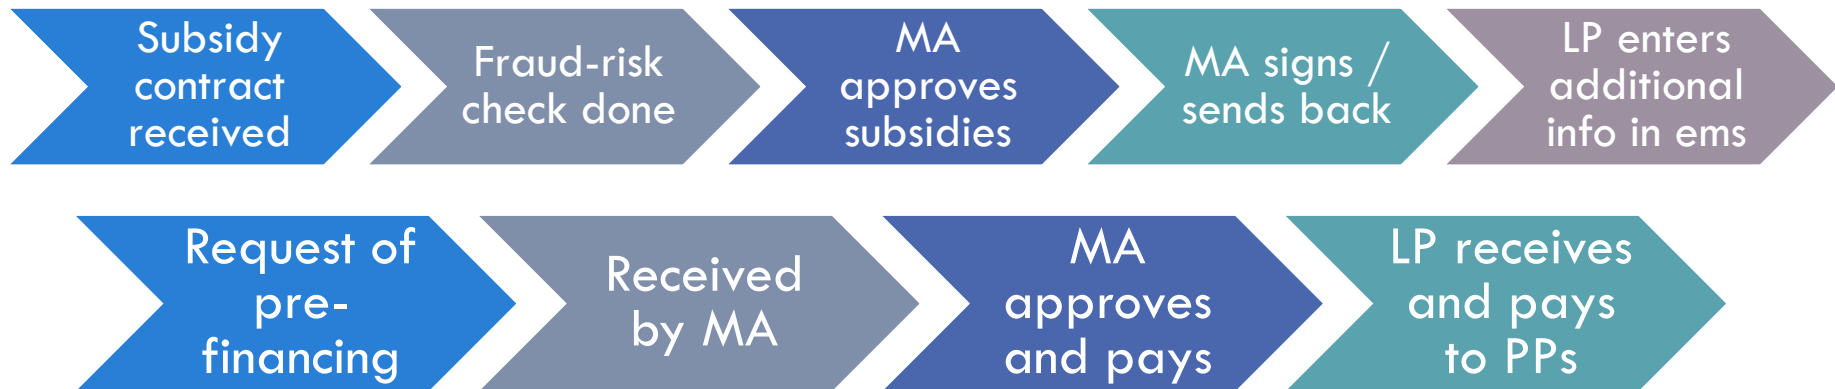 Subsidy
contract
received
Fraud-risk
check done
MA
approves
subsidies
MA signs /
sends back
LP enters
additional
info in ems
Request of
pre-
financing
Received
by MA
MA
approves
and pays
LP receives
and pays
to PPs